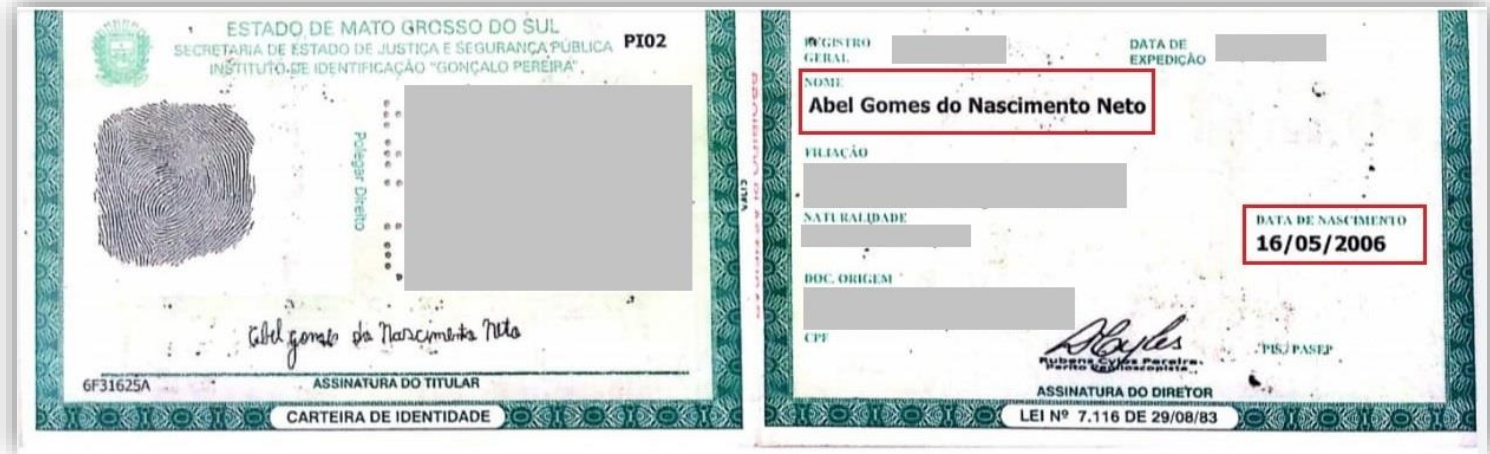 ESTADO DE MATO GROSSO DO SUL
SECRETARIA DE ESTADO DE JUSTIÇA E SEGURANÇA PÚBLICA
PI02
INSTITUTO DE IDENTIFICAÇÃO "GONÇALO PEREIRA"
Polegar Direito
Abel Gomes do Nascimento Neto
6F31625A
ASSINATURA DO TITULAR
CARTEIRA DE IDENTIDADE
REGISTRO
GERAL
DATA DE
EXPEDIÇÃO
NOME
Abel Gomes do Nascimento Neto
FILIAÇÃO
NATURALIDADE
DATA DE NASCIMENTO
16/05/2006
DOC. ORIGEM
CPF
PIS/PASEP
Rubens Cyles Pereira
ASSINATURA DO DIRETOR
LEI Nº 7.116 DE 29/08/83